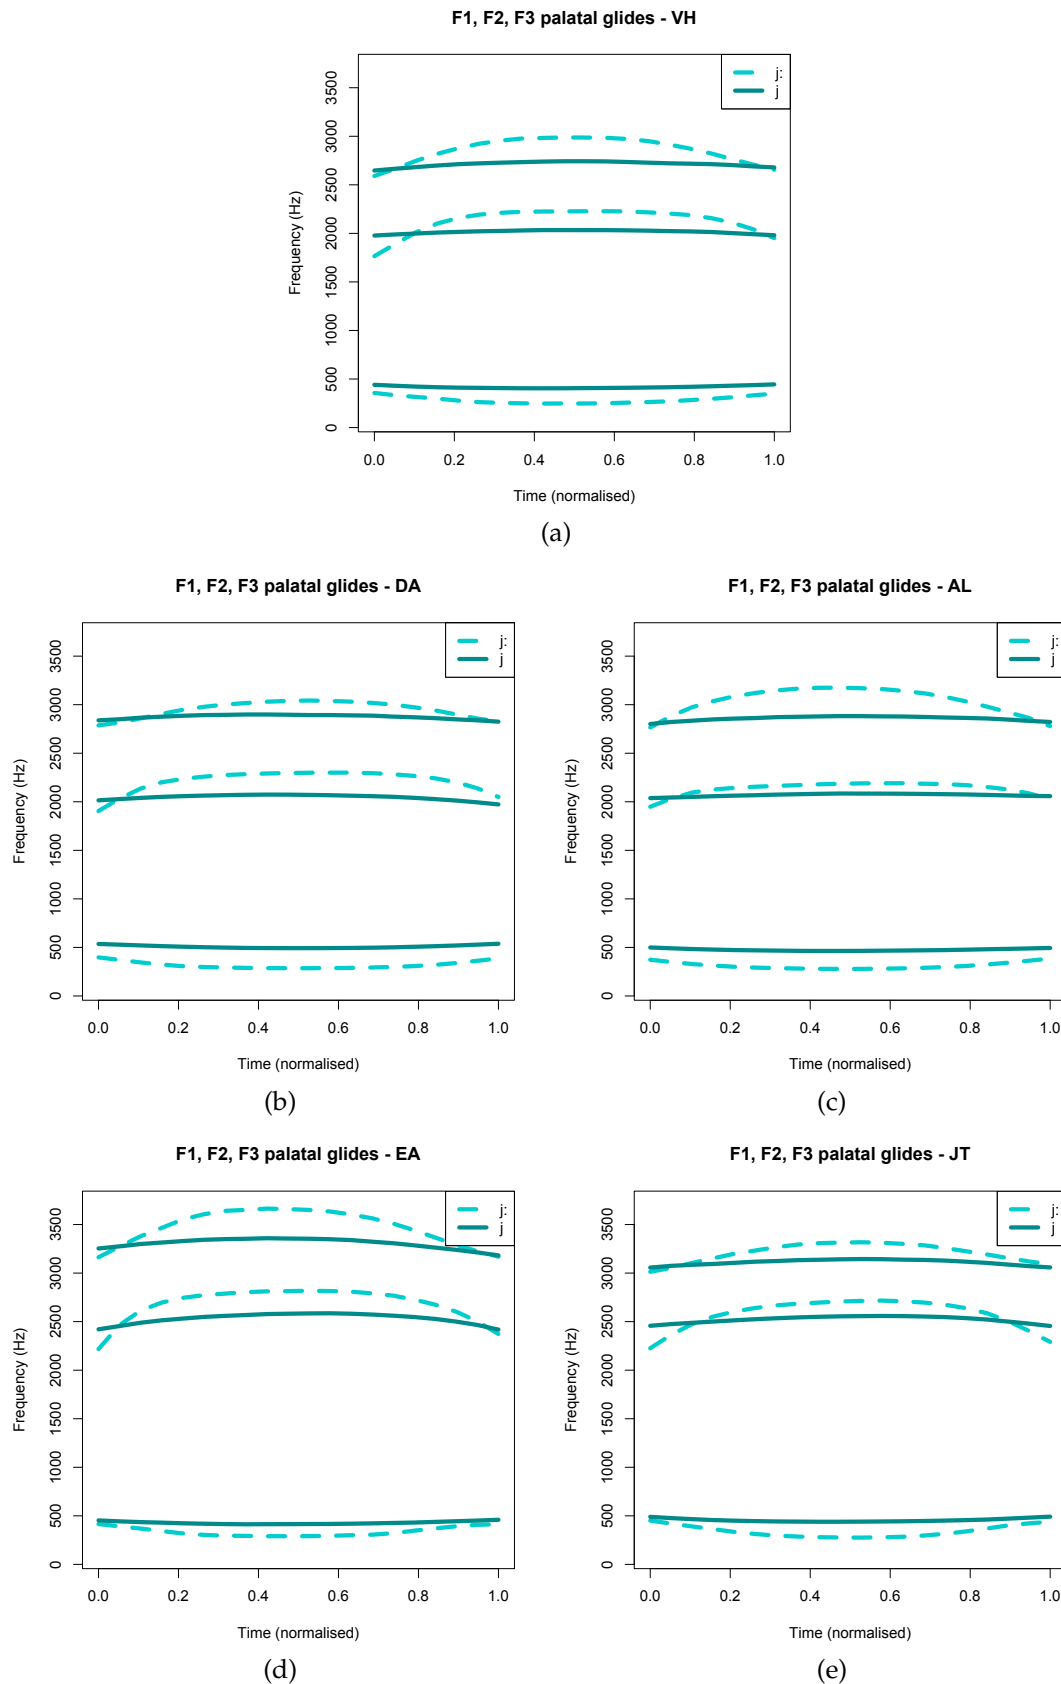 F1, F2, F3 palatal glides - VH
j:
j
Frequency (Hz)
0 500 1000 1500 2000 2500 3000 3500
0.0 0.2 0.4 0.6 0.8 1.0
Time (normalised)
(a)
F1, F2, F3 palatal glides - DA
j:
j
Frequency (Hz)
0 500 1000 1500 2000 2500 3000 3500
0.0 0.2 0.4 0.6 0.8 1.0
Time (normalised)
(b)
F1, F2, F3 palatal glides - AL
j:
j
Frequency (Hz)
0 500 1000 1500 2000 2500 3000 3500
0.0 0.2 0.4 0.6 0.8 1.0
Time (normalised)
(c)
F1, F2, F3 palatal glides - EA
j:
j
Frequency (Hz)
0 500 1000 1500 2000 2500 3000 3500
0.0 0.2 0.4 0.6 0.8 1.0
Time (normalised)
(d)
F1, F2, F3 palatal glides - JT
j:
j
Frequency (Hz)
0 500 1000 1500 2000 2500 3000 3500
0.0 0.2 0.4 0.6 0.8 1.0
Time (normalised)
(e)